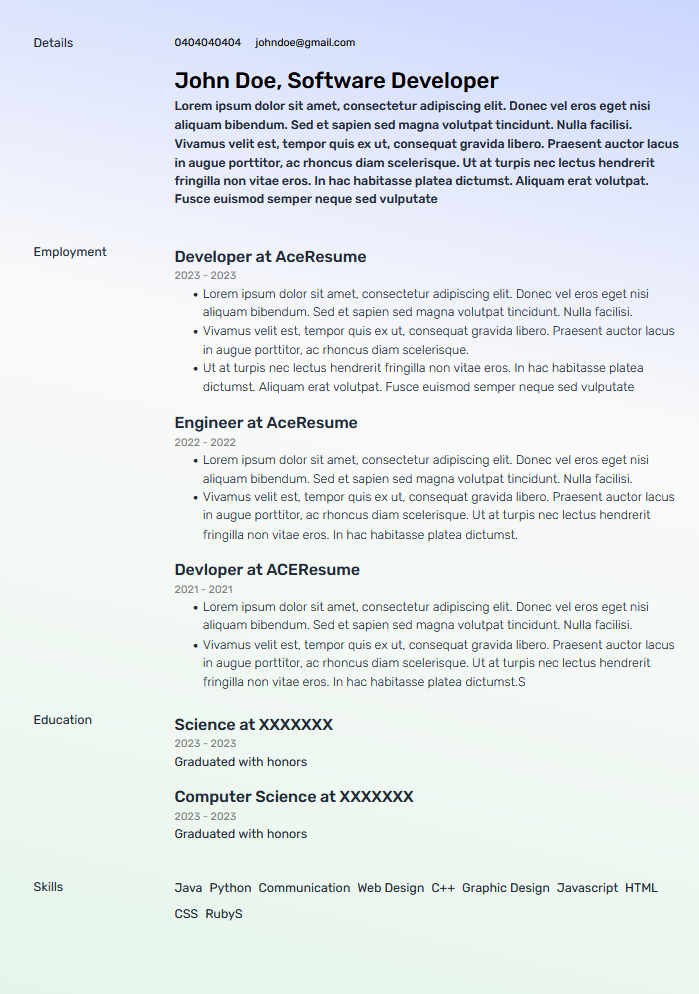 Details
0404040404 johndoe@gmail.com
John Doe, Software Developer
Lorem ipsum dolor sit amet, consectetur adipiscing elit. Donec vel eros eget nisi
aliquam bibendum. Sed et sapien sed magna volutpat tincidunt. Nulla facilisi.
Vivamus velit est, tempor quis ex ut, consequat gravida libero. Praesent auctor lacus
in augue porttitor, ac rhoncus diam scelerisque. Ut at turpis nec lectus hendrerit
fringilla non vitae eros. In hac habitasse platea dictumst. Aliquam erat volutpat.
Fusce euismod semper neque sed vulputate
Employment
Developer at AceResume
2023 - 2023
• Lorem ipsum dolor sit amet, consectetur adipiscing elit. Donec vel eros eget nisi
aliquam bibendum. Sed et sapien sed magna volutpat tincidunt. Nulla facilisi.
• Vivamus velit est, tempor quis ex ut, consequat gravida libero. Praesent auctor lacus
in augue porttitor, ac rhoncus diam scelerisque.
• Ut at turpis nec lectus hendrerit fringilla non vitae eros. In hac habitasse platea
dictumst. Aliquam erat volutpat. Fusce euismod semper neque sed vulputate
Engineer at AceResume
2022 - 2022
• Lorem ipsum dolor sit amet, consectetur adipiscing elit. Donec vel eros eget nisi
aliquam bibendum. Sed et sapien sed magna volutpat tincidunt. Nulla facilisi.
• Vivamus velit est, tempor quis ex ut, consequat gravida libero. Praesent auctor lacus
in augue porttitor, ac rhoncus diam scelerisque. Ut at turpis nec lectus hendrerit
fringilla non vitae eros. In hac habitasse platea dictumst.
Devloper at ACEResume
2021 - 2021
• Lorem ipsum dolor sit amet, consectetur adipiscing elit. Donec vel eros eget nisi
aliquam bibendum. Sed et sapien sed magna volutpat tincidunt. Nulla facilisi.
• Vivamus velit est, tempor quis ex ut, consequat gravida libero. Praesent auctor lacus
in augue porttitor, ac rhoncus diam scelerisque. Ut at turpis nec lectus hendrerit
fringilla non vitae eros. In hac habitasse platea dictumst.S
Education
Science at XXXXXXX
2023 - 2023
Graduated with honors
Computer Science at XXXXXXX
2023 - 2023
Graduated with honors
Skills
Java Python Communication Web Design C++ Graphic Design Javascript HTML
CSS RubyS